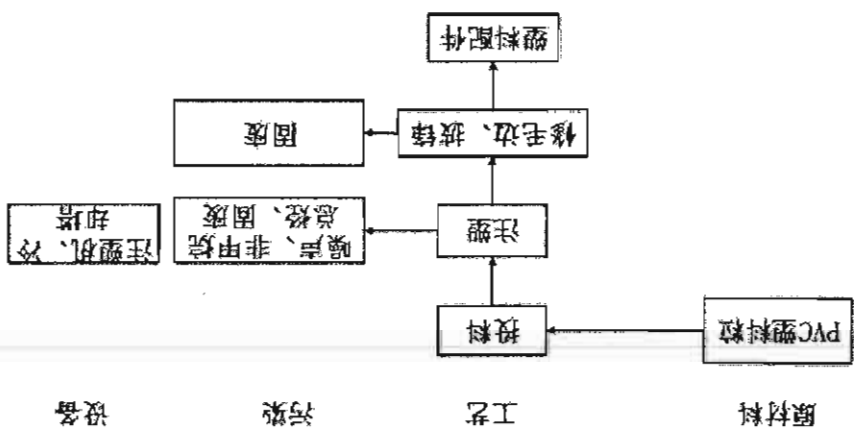 原材料 工艺 污染 设备
PVC塑料粒 投料
注塑 噪声、非甲烷
总烃、固废 注塑机、冷
却塔
修毛边、披锋 固废
塑料配件